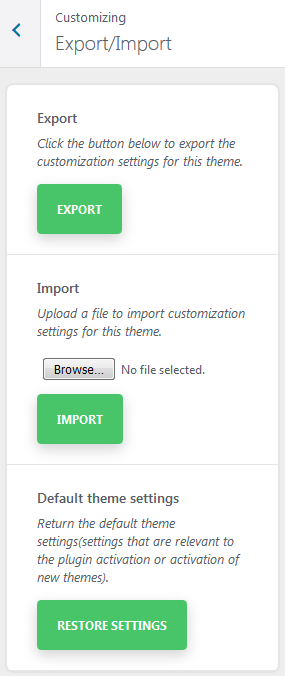 Customizing
Export/Import
Export
Click the button below to export the
customization settings for this theme.
EXPORT
Import
Upload a file to import customization
settings for this theme.
Browse... No file selected.
IMPORT
Default theme settings
Return the default theme
settings(settings that are relevant to
the plugin activation or activation of
new themes).
RESTORE SETTINGS